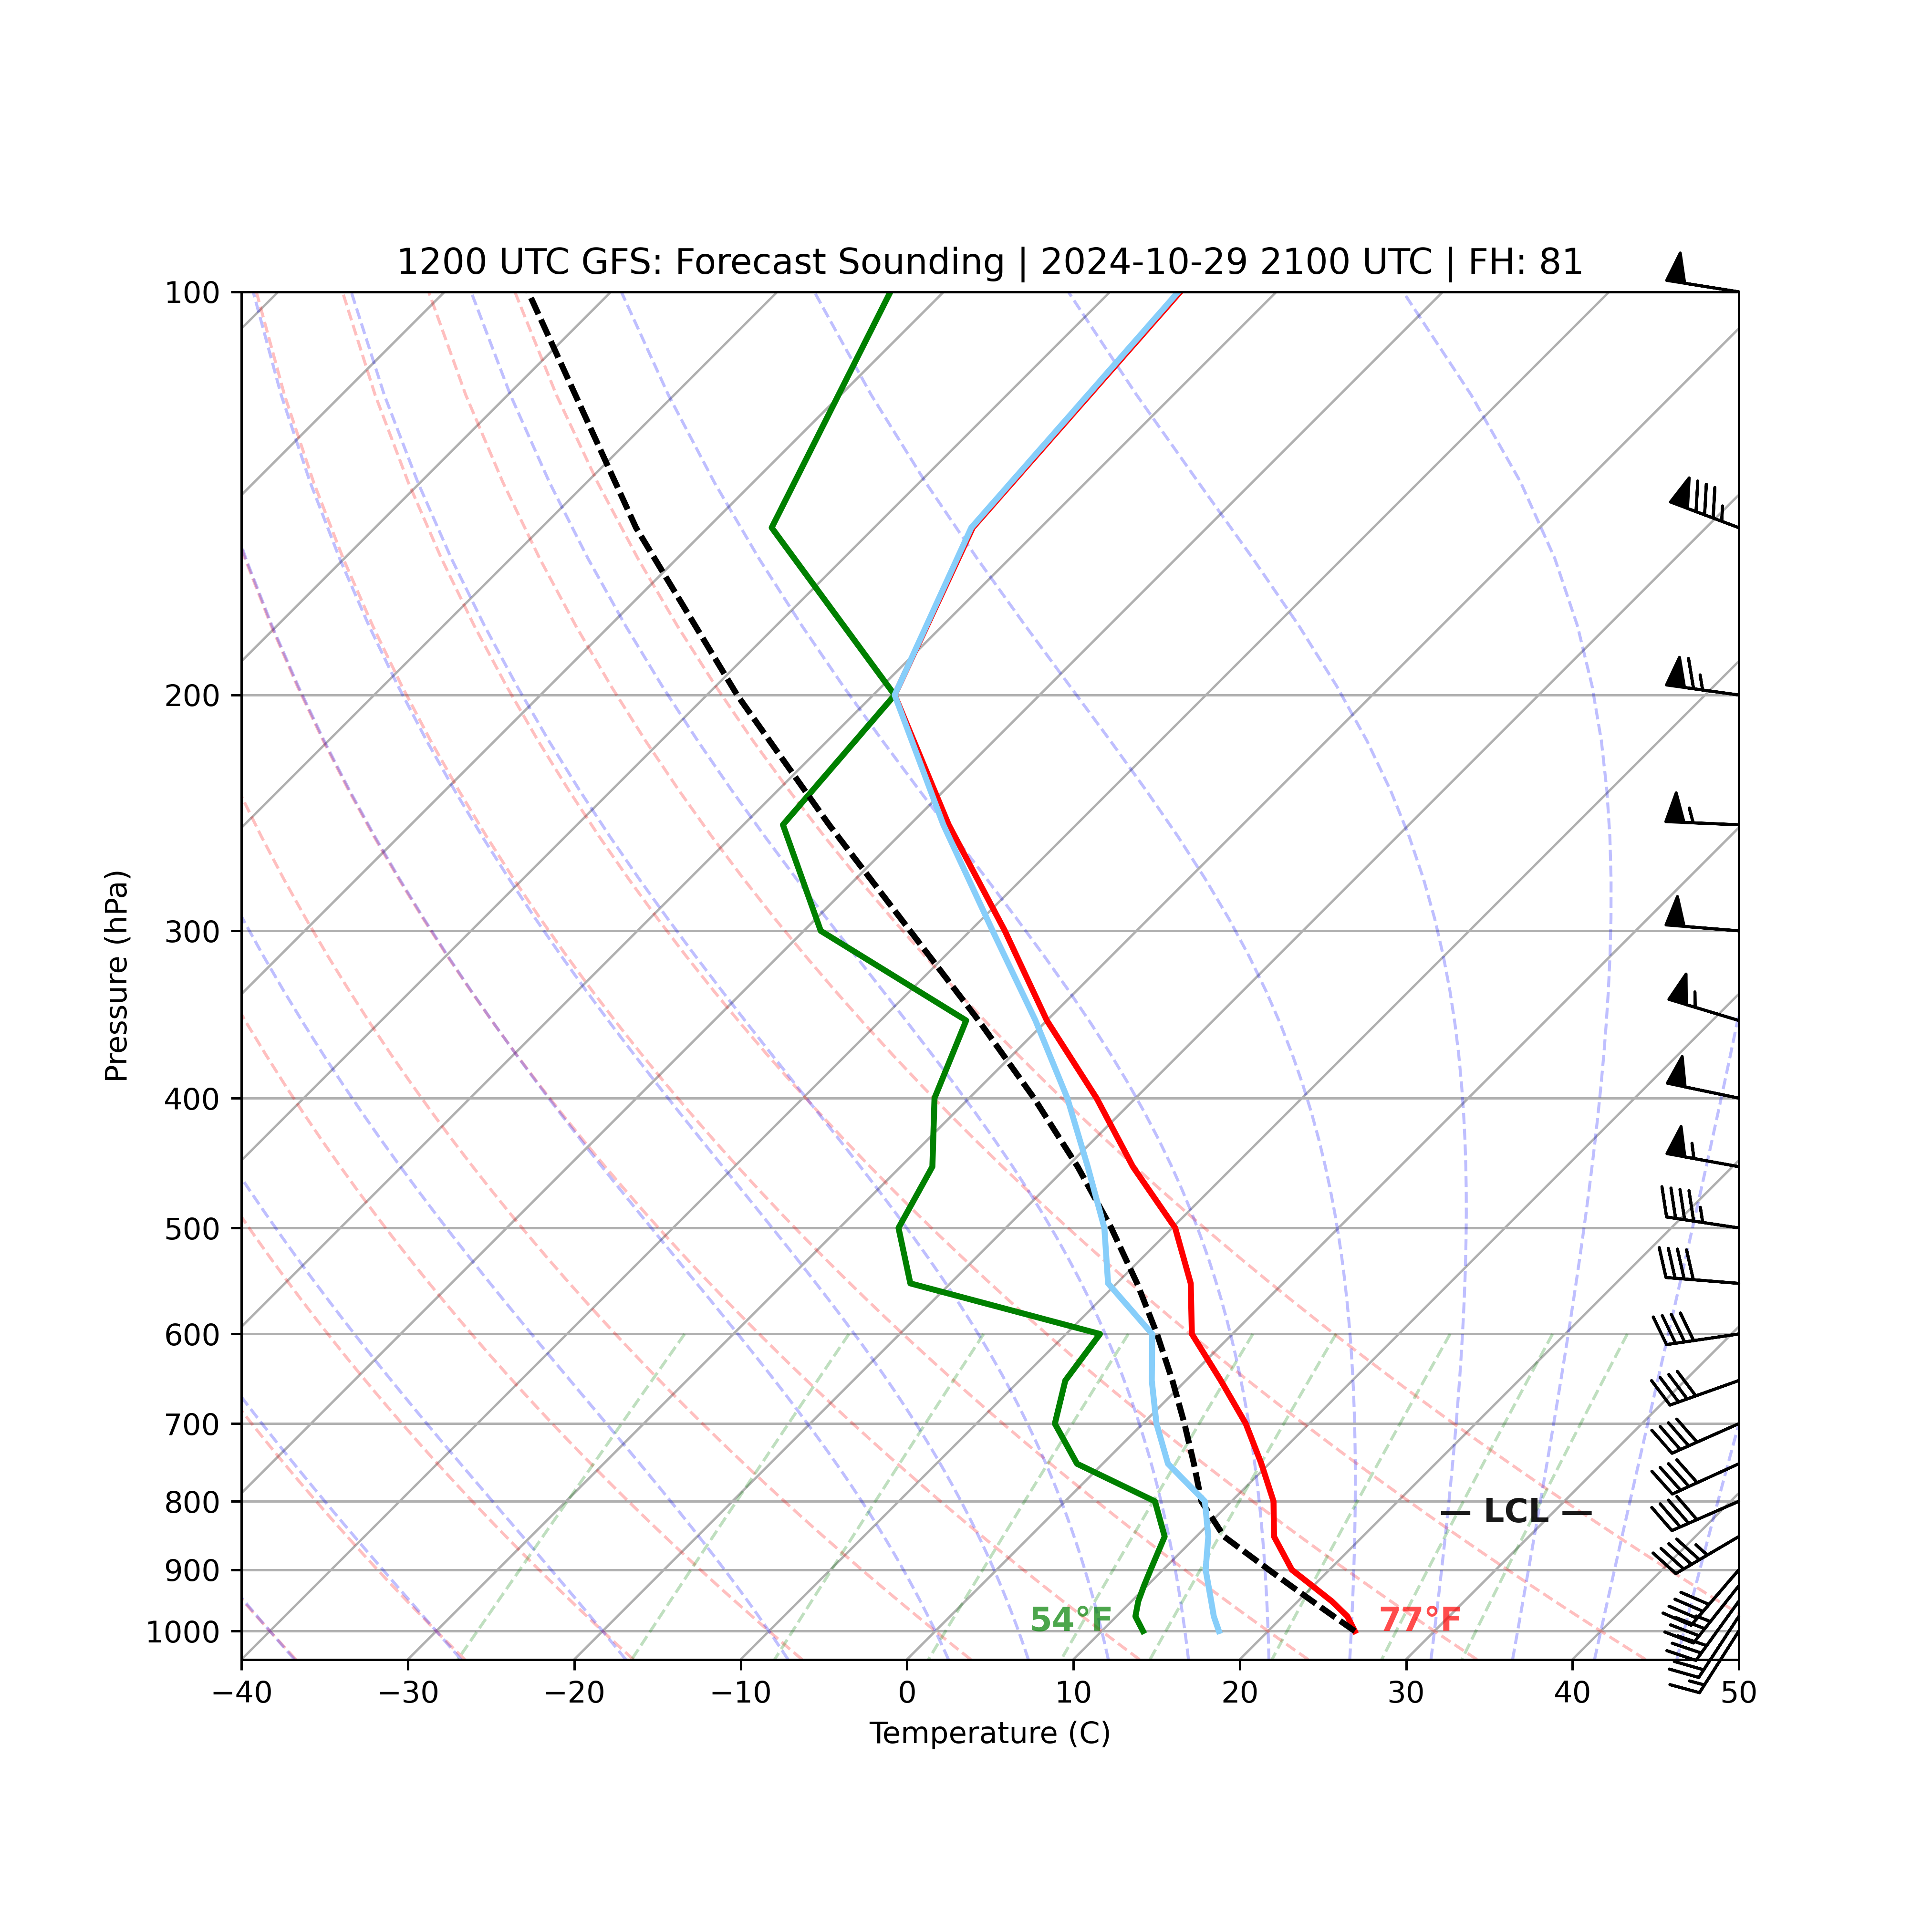 1200 UTC GFS: Forecast Sounding | 2024-10-29 2100 UTC | FH: 81
100
200
300
400
500
600
700
800
900
1000
Pressure (hPa)
— LCL —
54°F
77°F
−40 −30 −20 −10 0 10 20 30 40 50
Temperature (C)